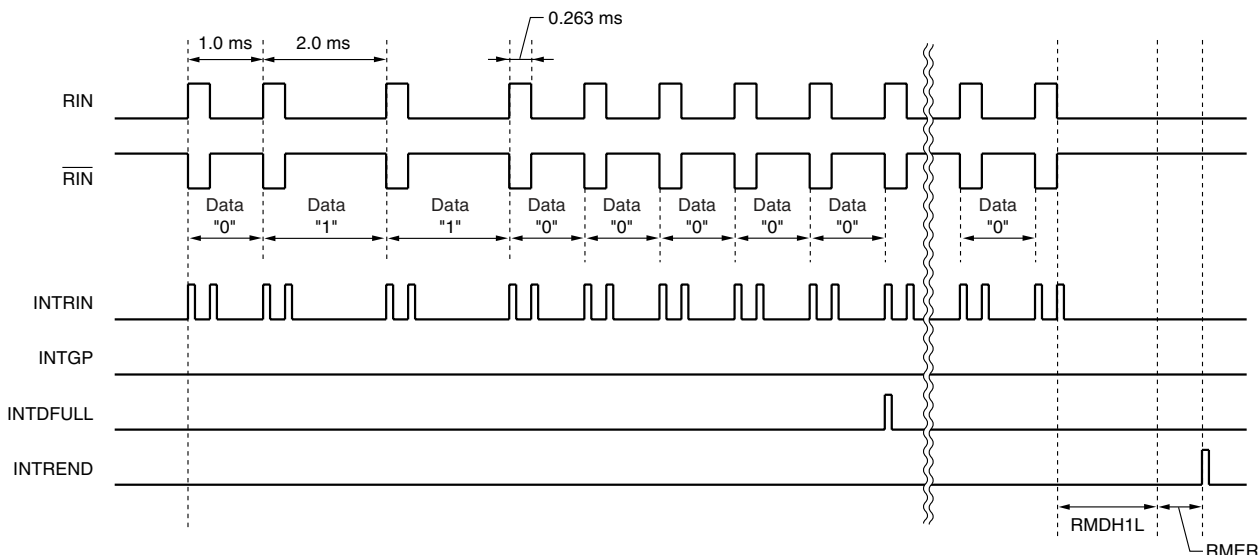 0.263 ms
1.0 ms
2.0 ms
RIN
RIN
Data
"0"
Data
"1"
Data
"1"
Data
"0"
Data
"0"
Data
"0"
Data
"0"
Data
"0"
Data
"0"
INTRIN
INTGP
INTDFULL
INTREND
RMDH1L
RMER